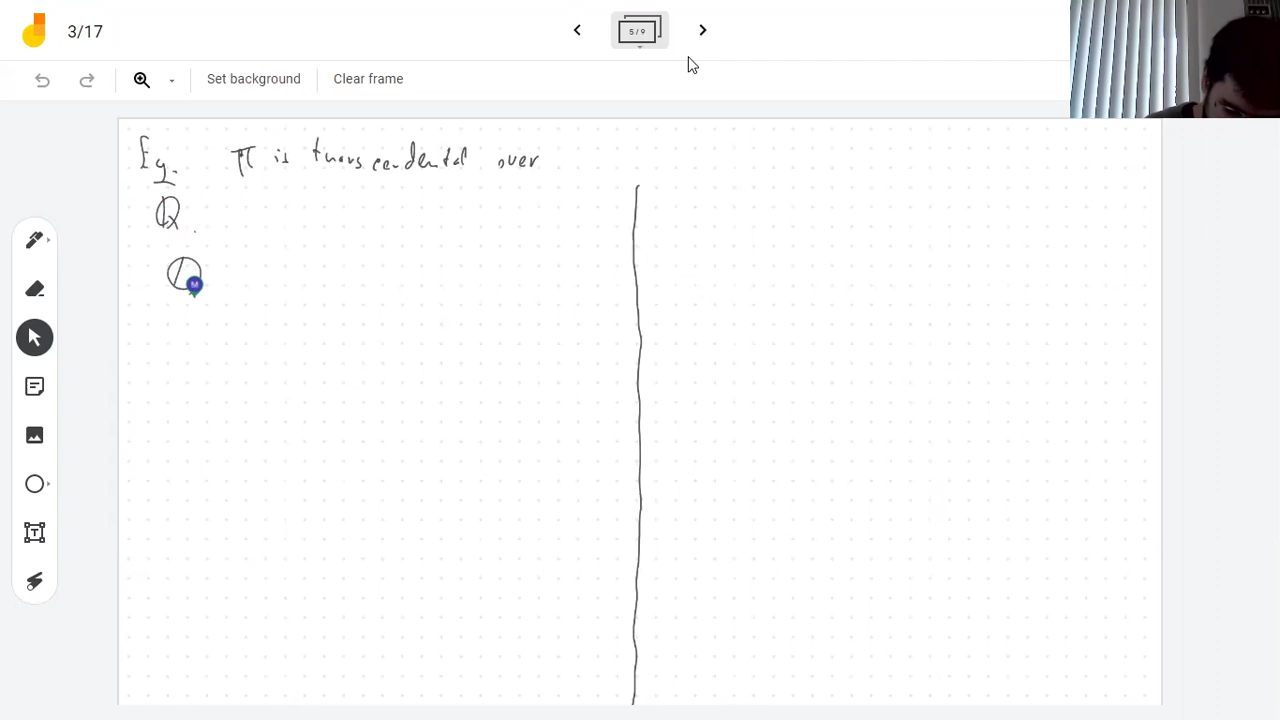 3/17
5/9
Set background
Clear frame
Eg. π is transcendental over
ℚ.
ℚ
M
T